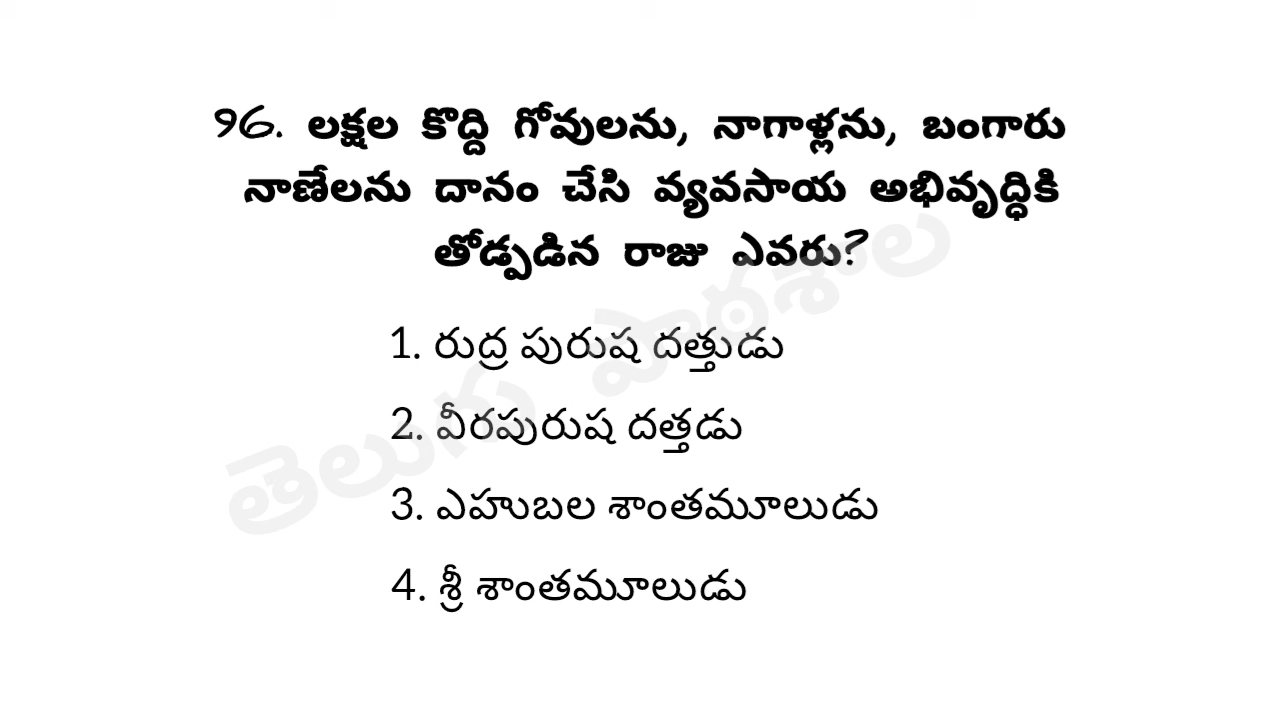 96. లక్షల కొద్ది గోవులను, నాగాళ్లను, బంగారు
నాణేలను దానం చేసి వ్యవసాయ అభివృద్ధికి
తోడ్పడిన రాజు ఎవరు?
1. రుద్ర పురుష దత్తుడు
2. వీరపురుష దత్తడు
3. ఎహుబల శాంతమూలుడు
4. శ్రీ శాంతమూలుడు
తెలుగు పాఠశాల